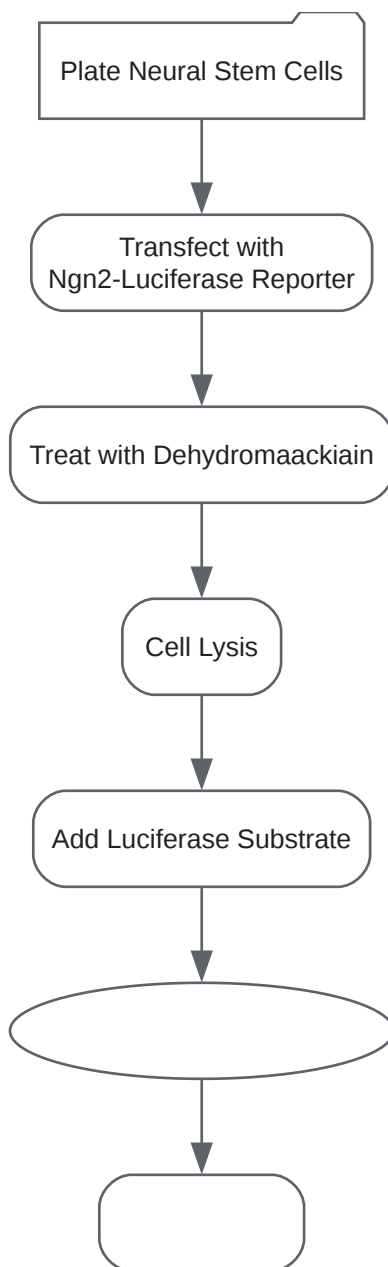 Plate Neural Stem Cells
Transfect with
Ngn2-Luciferase Reporter
Treat with Dehydromaackiain
Cell Lysis
Add Luciferase Substrate